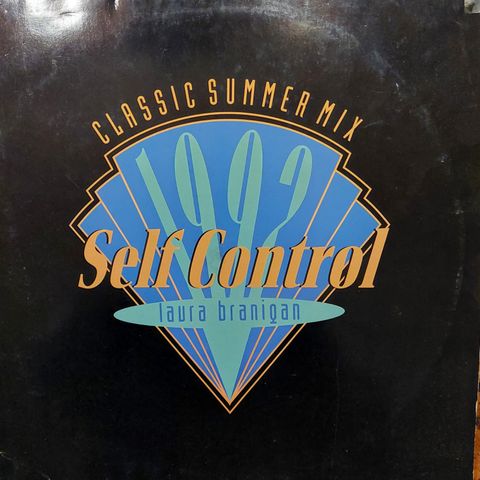 CLASSIC SUMMER MIX
1992
Self Control
laura branigan